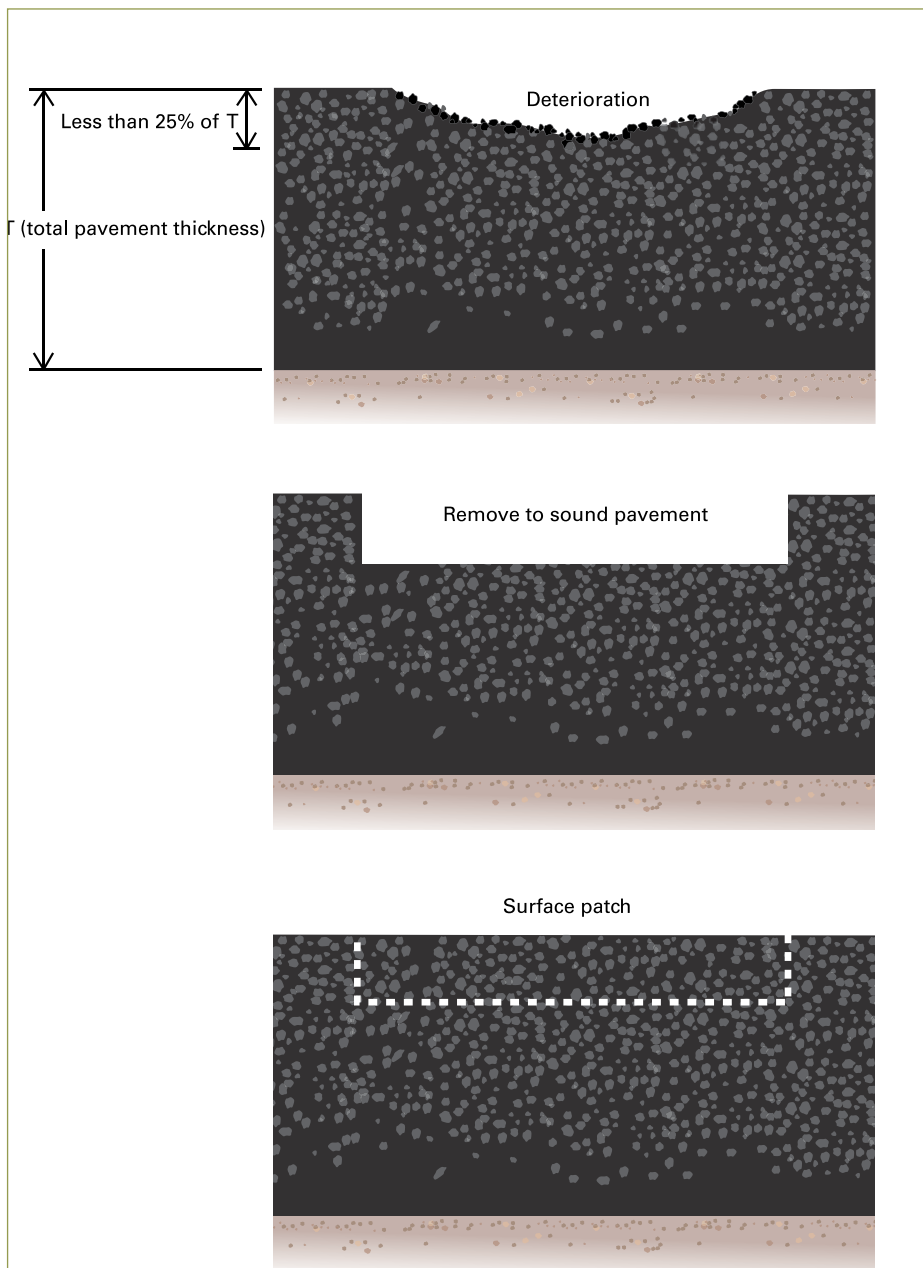 Deterioration
Less than 25% of T
T (total pavement thickness)
Remove to sound pavement
Surface patch